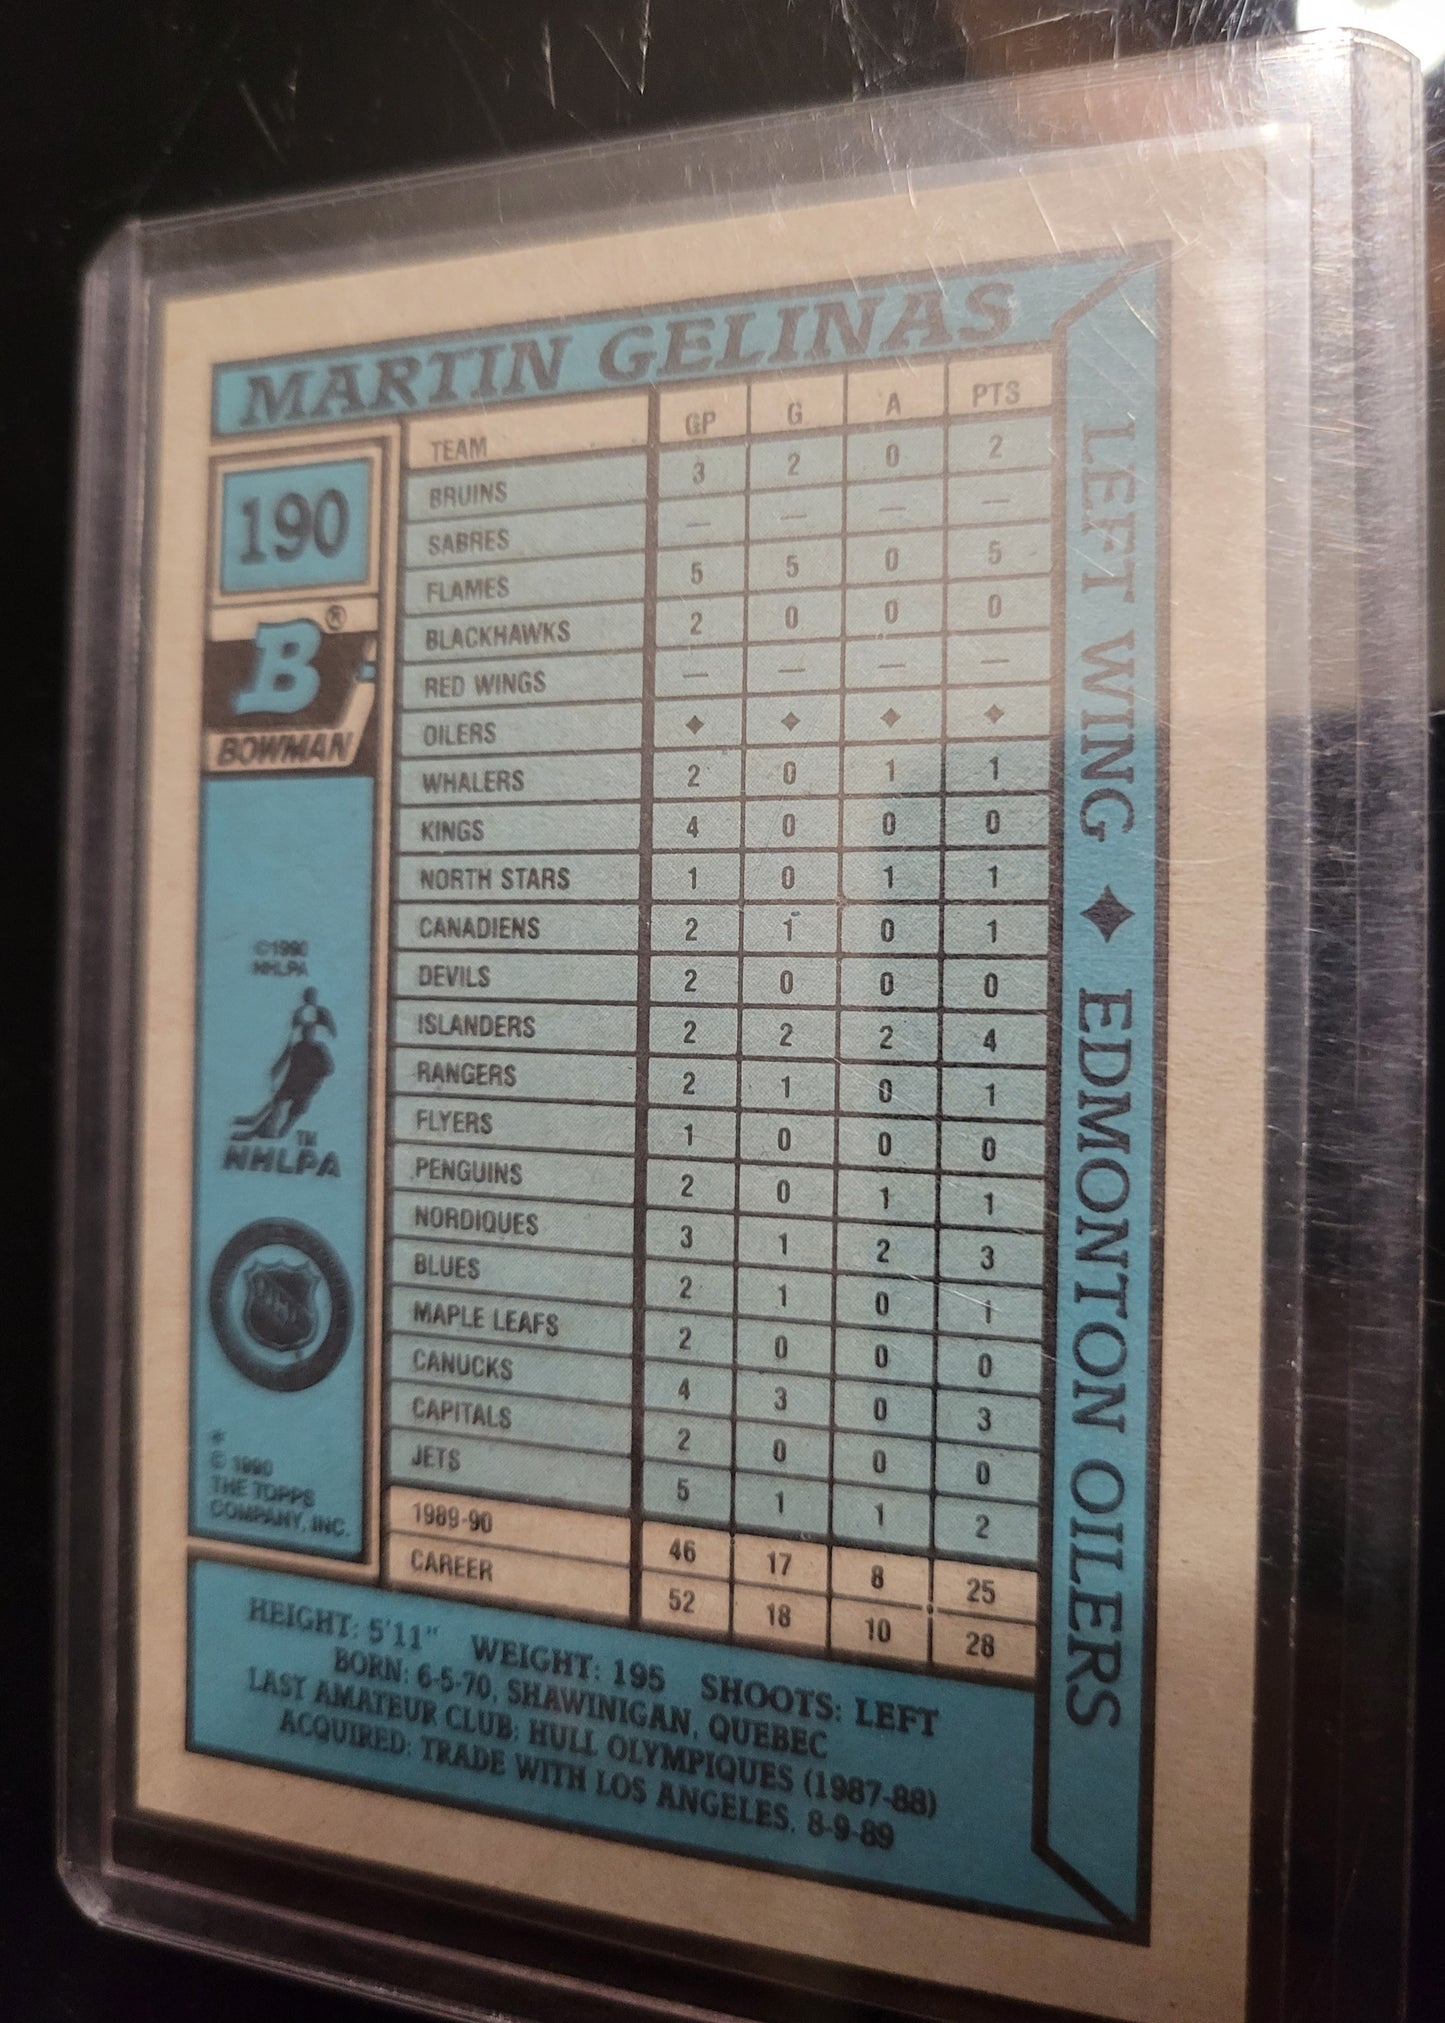 MARTIN GELINAS
190
B®
BOWMAN
©1990
NHLPA
TM
NHLPA
NHL
*
© 1990
THE TOPPS
COMPANY, INC.
TEAM GP G A PTS
BRUINS 3 2 0 2
SABRES — — — —
FLAMES 5 5 0 5
BLACKHAWKS 2 0 0 0
RED WINGS — — — —
OILERS ♦ ♦ ♦ ♦
WHALERS 2 0 1 1
KINGS 4 0 0 0
NORTH STARS 1 0 1 1
CANADIENS 2 1 0 1
DEVILS 2 0 0 0
ISLANDERS 2 2 2 4
RANGERS 2 1 0 1
FLYERS 1 0 0 0
PENGUINS 2 0 1 1
NORDIQUES 3 1 2 3
BLUES 2 1 0 1
MAPLE LEAFS 2 0 0 0
CANUCKS 4 3 0 3
CAPITALS 2 0 0 0
JETS 5 1 1 2
1989-90 46 17 8 25
CAREER 52 18 10 28
LEFT WING ♦ EDMONTON OILERS
HEIGHT: 5'11" WEIGHT: 195 SHOOTS: LEFT
BORN: 6-5-70, SHAWINIGAN, QUEBEC
LAST AMATEUR CLUB: HULL OLYMPIQUES (1987-88)
ACQUIRED: TRADE WITH LOS ANGELES, 8-9-89